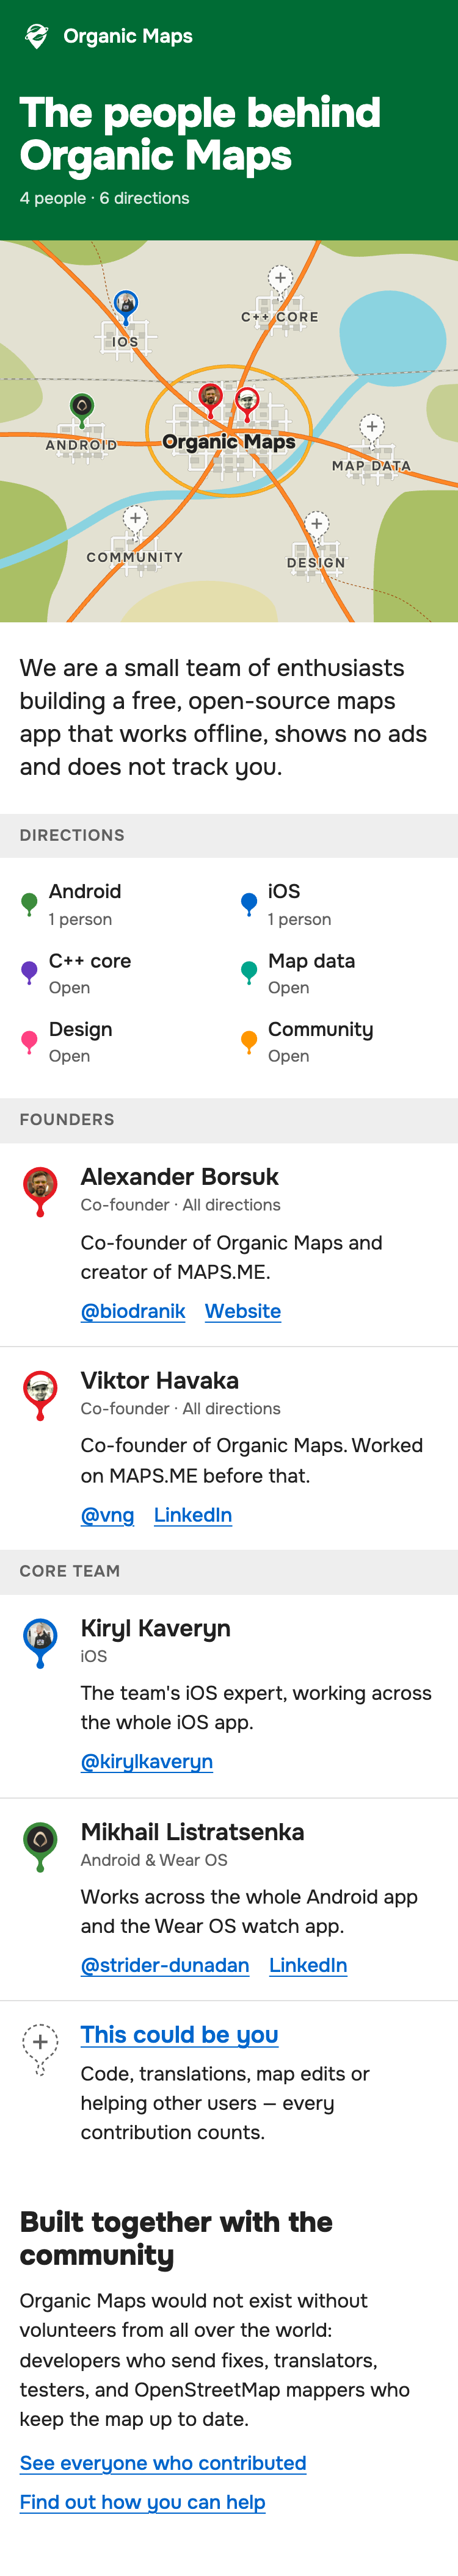 Organic Maps
The people behind
Organic Maps
4 people · 6 directions
C++ CORE
IOS
ANDROID
Organic Maps
MAP DATA
COMMUNITY
DESIGN
We are a small team of enthusiasts
building a free, open-source maps
app that works offline, shows no ads
and does not track you.
DIRECTIONS
Android
1 person
iOS
1 person
C++ core
Open
Map data
Open
Design
Open
Community
Open
FOUNDERS
Alexander Borsuk
Co-founder · All directions
Co-founder of Organic Maps and
creator of MAPS.ME.
@biodranik Website
Viktor Havaka
Co-founder · All directions
Co-founder of Organic Maps. Worked
on MAPS.ME before that.
@vng LinkedIn
CORE TEAM
Kiryl Kaveryn
iOS
The team's iOS expert, working across
the whole iOS app.
@kirylkaveryn
Mikhail Listratsenka
Android & Wear OS
Works across the whole Android app
and the Wear OS watch app.
@strider-dunadan LinkedIn
This could be you
Code, translations, map edits or
helping other users — every
contribution counts.
Built together with the
community
Organic Maps would not exist without
volunteers from all over the world:
developers who send fixes, translators,
testers, and OpenStreetMap mappers who
keep the map up to date.
See everyone who contributed
Find out how you can help